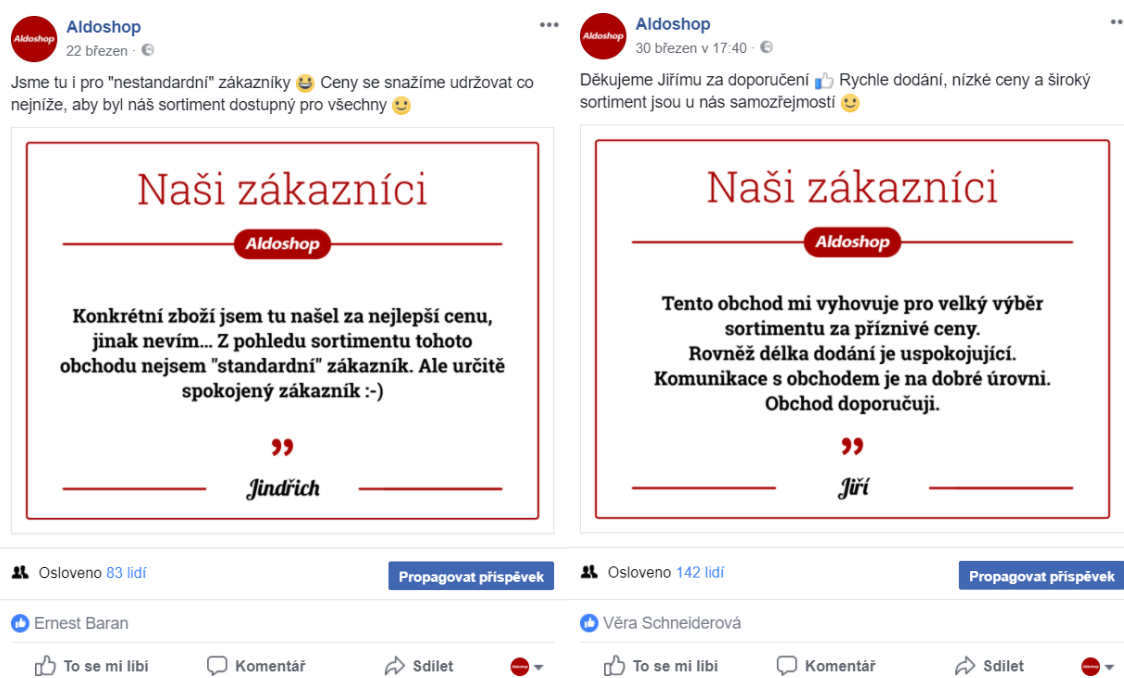 Aldoshop
Aldoshop
22 březen ·
Jsme tu i pro "nestandardní" zákazníky 😃 Ceny se snažíme udržovat co
nejníže, aby byl náš sortiment dostupný pro všechny 🙂
Naši zákazníci
Aldoshop
Konkrétní zboží jsem tu našel za nejlepší cenu,
jinak nevím... Z pohledu sortimentu tohoto
obchodu nejsem "standardní" zákazník. Ale určitě
spokojený zákazník :-)
”
Jindřich
Osloveno 83 lidí
Propagovat příspěvek
Ernest Baran
To se mi líbí
Komentář
Sdílet
Aldoshop
Aldoshop
30 březen v 17:40 ·
Děkujeme Jiřímu za doporučení 👍 Rychle dodání, nízké ceny a široký
sortiment jsou u nás samozřejmostí 🙂
Naši zákazníci
Aldoshop
Tento obchod mi vyhovuje pro velký výběr
sortimentu za příznivé ceny.
Rovněž délka dodání je uspokojující.
Komunikace s obchodem je na dobré úrovni.
Obchod doporučuji.
”
Jiří
Osloveno 142 lidí
Propagovat příspěvek
Věra Schneiderová
To se mi líbí
Komentář
Sdílet